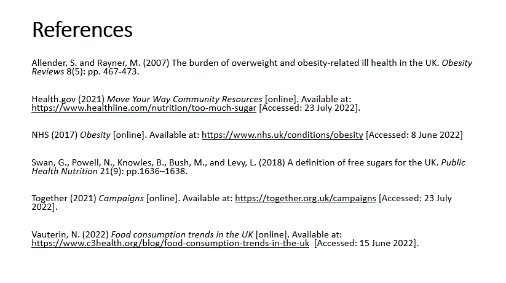 References
Allender, S. and Rayner, M. (2007) The burden of overweight and obesity-related ill health in the UK. Obesity
Reviews 8(5): pp. 467-473.
Health.gov (2021) Move Your Way Community Resources [online]. Available at:
https://www.healthline.com/nutrition/too-much-sugar [Accessed: 23 July 2022].
NHS (2017) Obesity [online]. Available at: https://www.nhs.uk/conditions/obesity [Accessed: 8 June 2022]
Swan, G., Powell, N., Knowles, B., Bush, M., and Levy, L. (2018) A definition of free sugars for the UK. Public
Health Nutrition 21(9): pp.1636–1638.
Together (2021) Campaigns [online]. Available at: https://together.org.uk/campaigns [Accessed: 23 July
2022].
Vauterin, N. (2022) Food consumption trends in the UK [online]. Available at:
https://www.c3health.org/blog/food-consumption-trends-in-the-uk [Accessed: 15 June 2022].